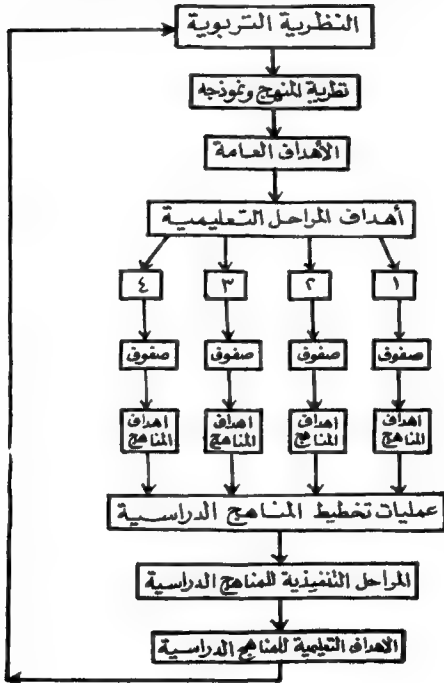 النظرية التربوية
نظرية المنهج ونموذجه
الأهداف العامة
أهداف المراحل التعليمية
١ ٢ ٣ ٤
صفوف صفوف صفوف صفوف
اهداف اهداف اهداف اهداف
المناهج المناهج المناهج المناهج
عمليات تخطيط المناهج الدراسية
المراحل التنفيذية للمناهج الدراسية
الاهداف التعليمية للمناهج الدراسية